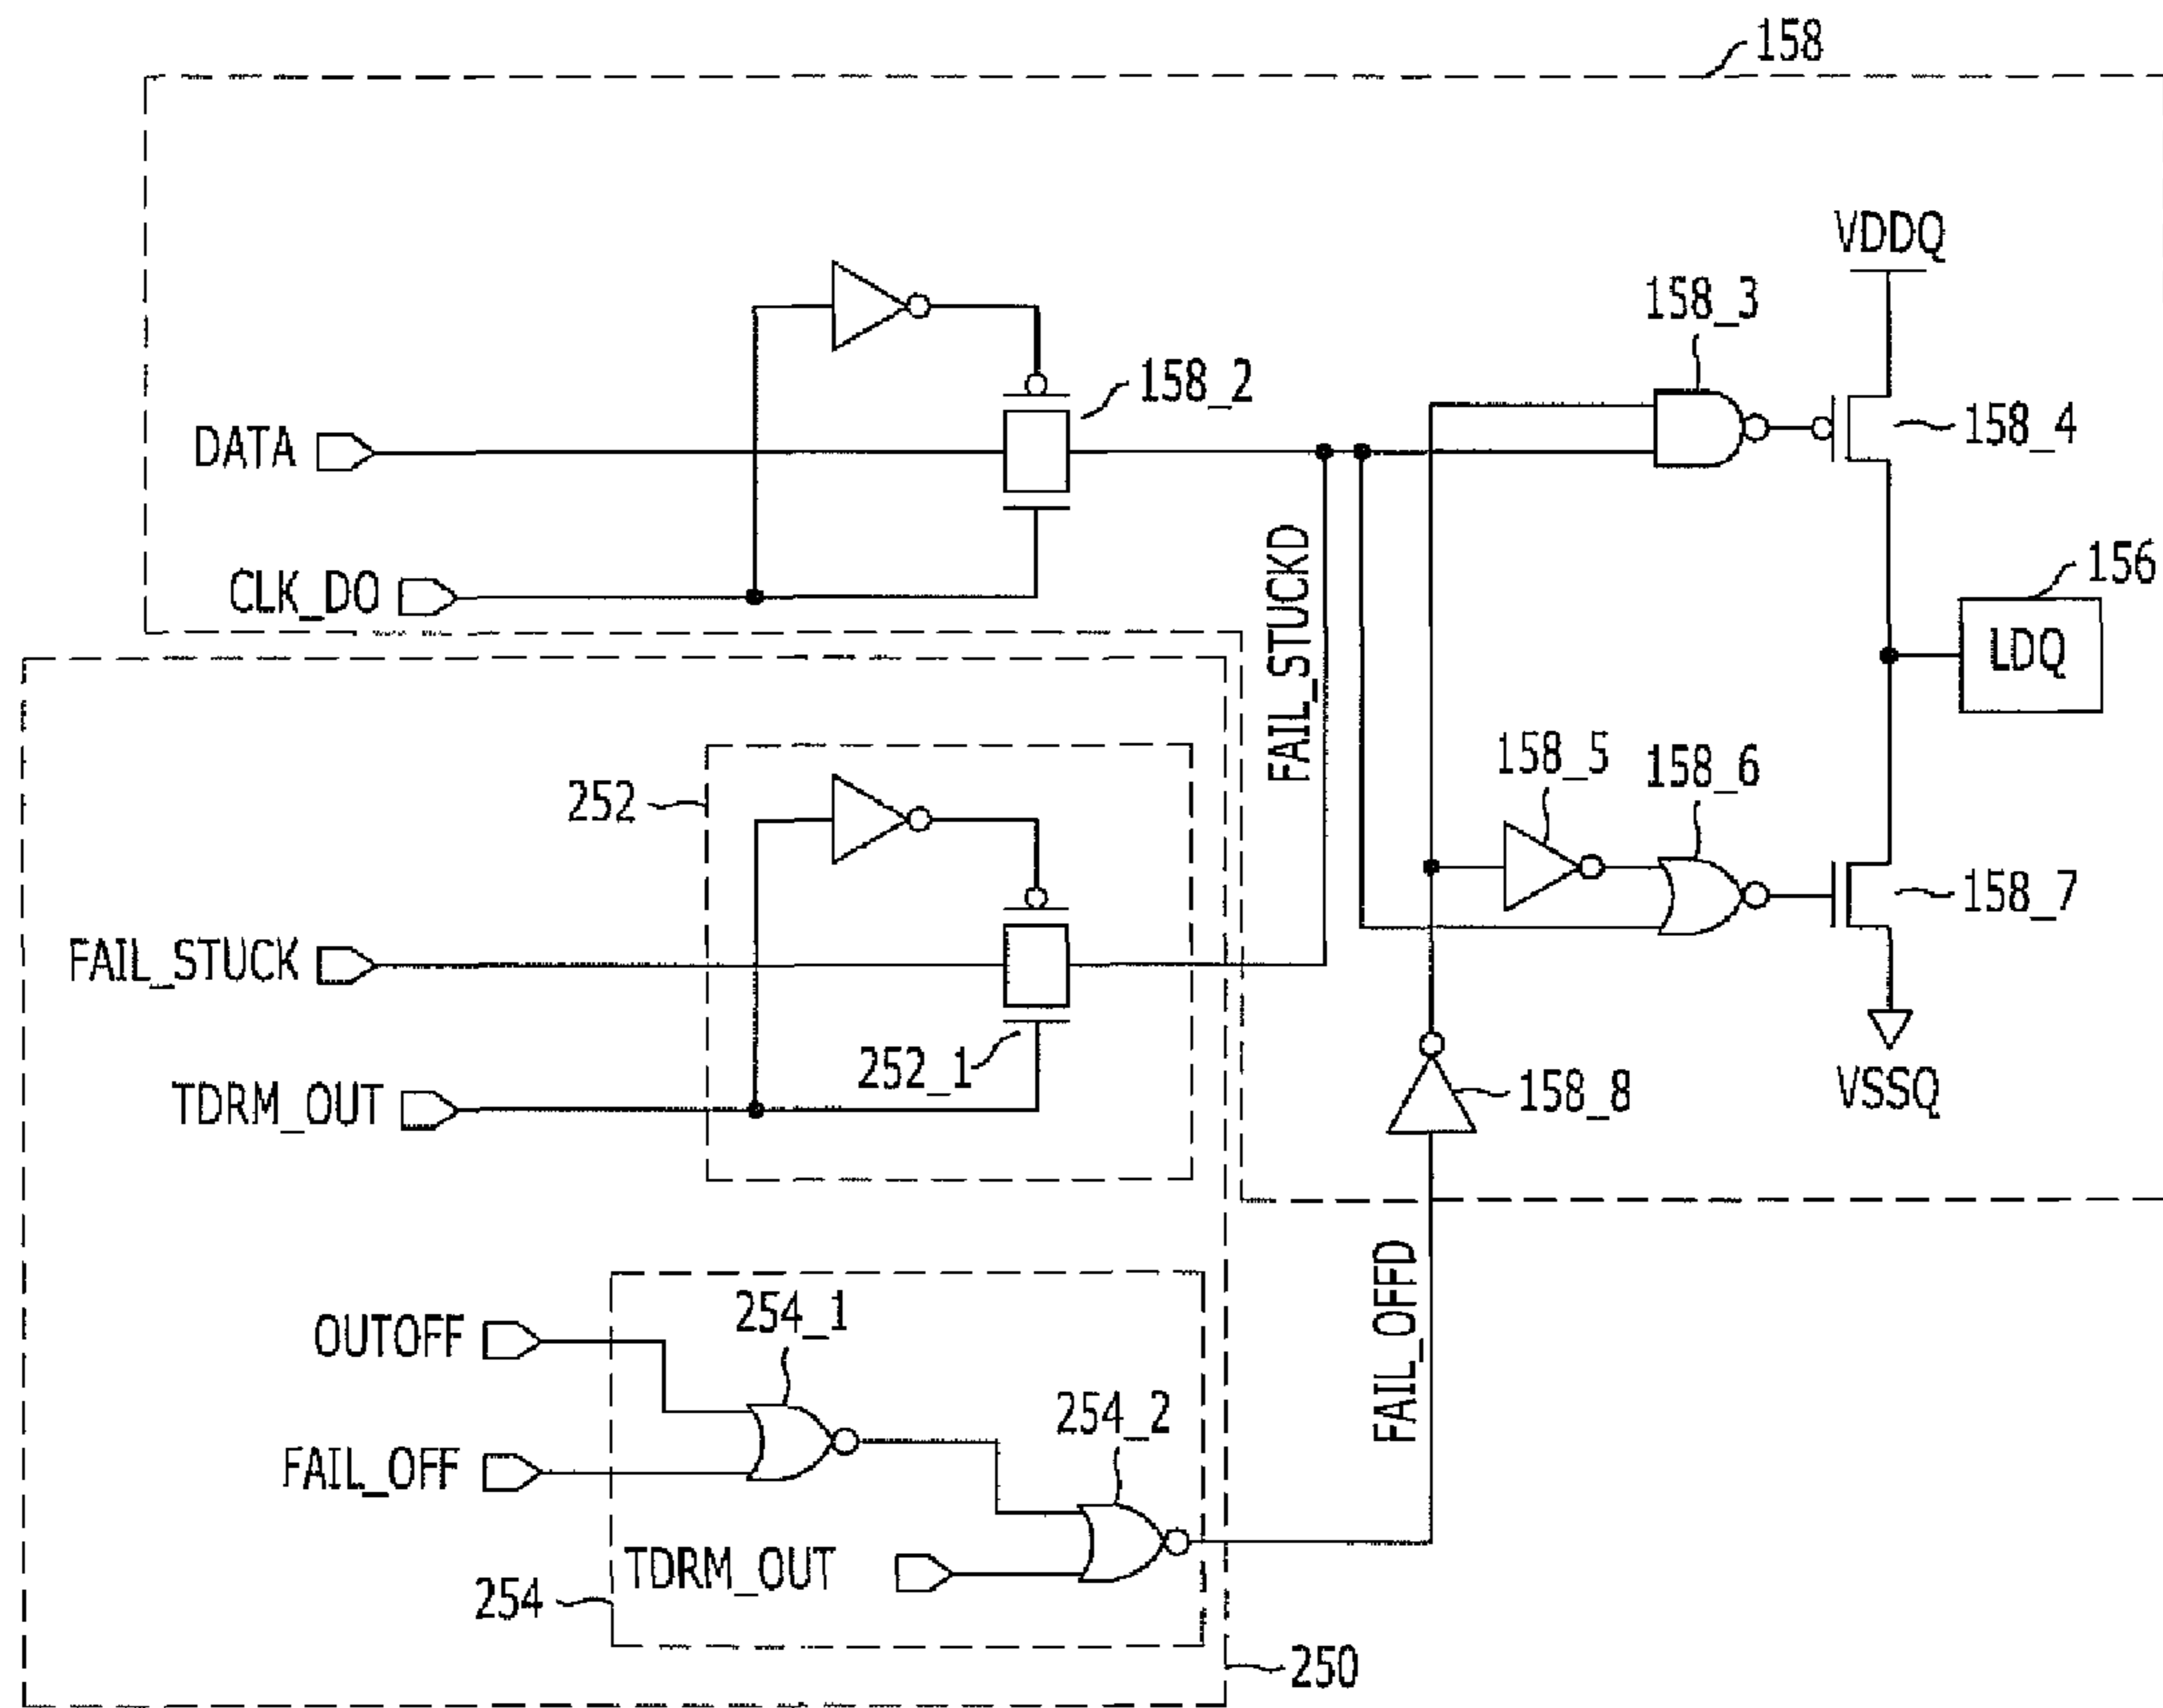 158
VDDQ
158_3
158_2
158_4
DATA
CLK_DO
FAIL_STUCKD
156
LDQ
158_5
158_6
252
158_7
FAIL_STUCK
252_1
TDRM_OUT
158_8
VSSQ
FAIL_OFFD
OUTOFF
254_1
254_2
FAIL_OFF
TDRM_OUT
254
250